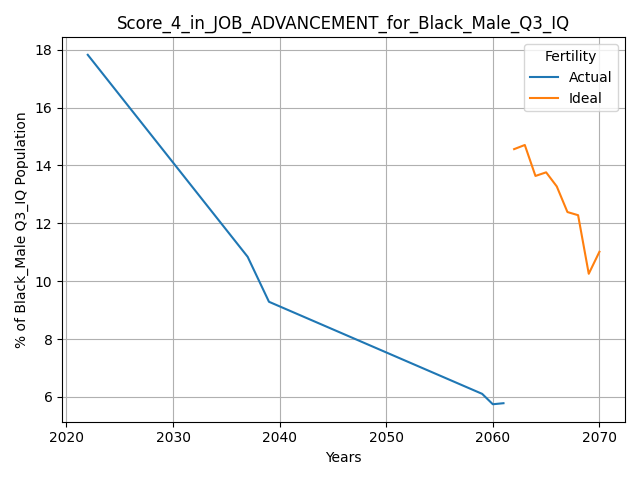 Score_4_in_JOB_ADVANCEMENT_for_Black_Male_Q3_IQ
Fertility
Actual
Ideal
18
16
14
12
10
8
6
% of Black_Male Q3_IQ Population
2020 2030 2040 2050 2060 2070
Years